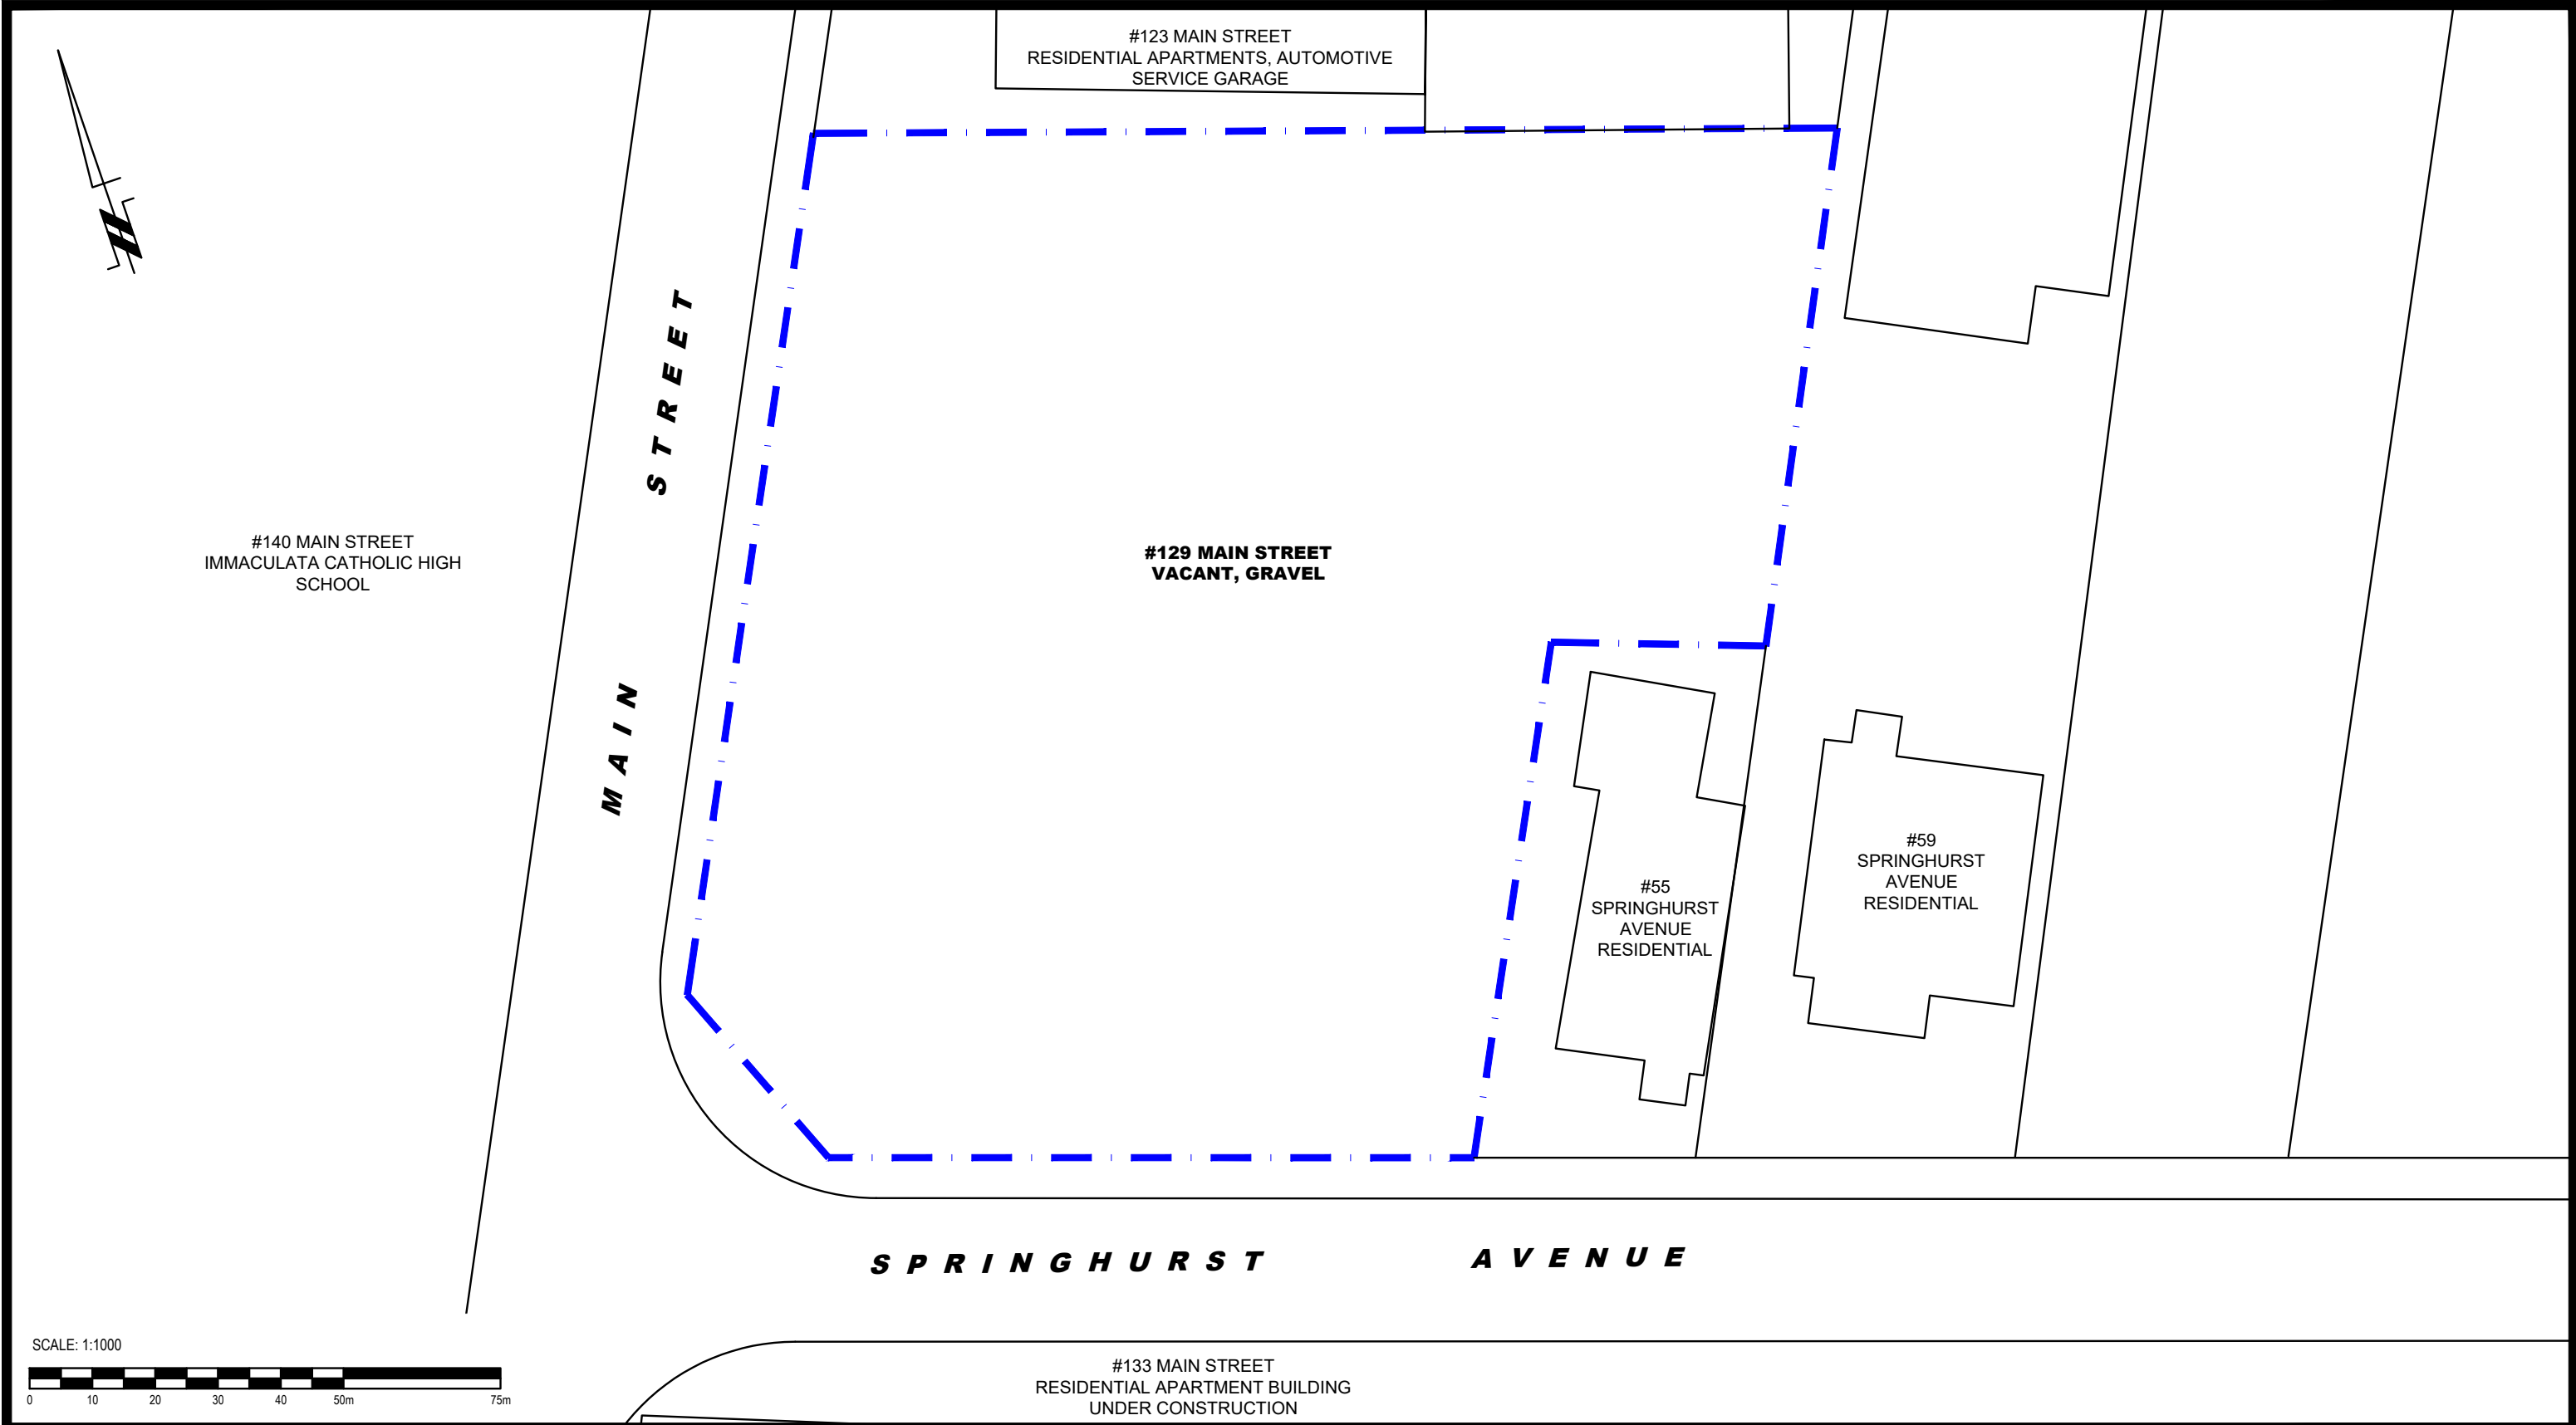 #123 MAIN STREET
RESIDENTIAL APARTMENTS, AUTOMOTIVE
SERVICE GARAGE
N
MAIN STREET
#140 MAIN STREET
IMMACULATA CATHOLIC HIGH
SCHOOL
#129 MAIN STREET
VACANT, GRAVEL
#55
SPRINGHURST
AVENUE
RESIDENTIAL
#59
SPRINGHURST
AVENUE
RESIDENTIAL
SPRINGHURST AVENUE
SCALE: 1:1000
0 10 20 30 40 50m 75m
#133 MAIN STREET
RESIDENTIAL APARTMENT BUILDING
UNDER CONSTRUCTION